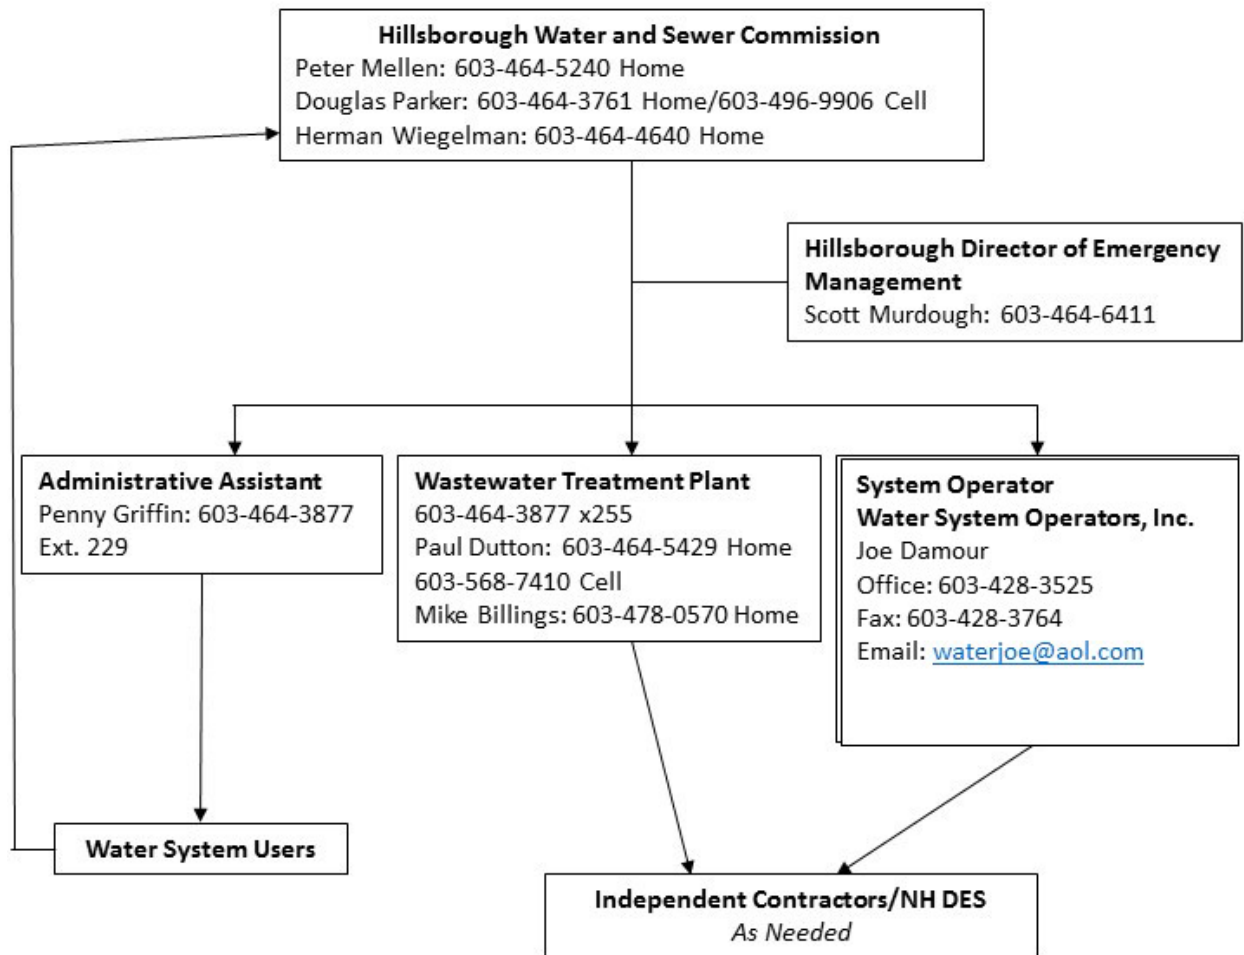 Hillsborough Water and Sewer Commission
Peter Mellen: 603-464-5240 Home
Douglas Parker: 603-464-3761 Home/603-496-9906 Cell
Herman Wiegelman: 603-464-4640 Home
Hillsborough Director of Emergency
Management
Scott Murdough: 603-464-6411
Administrative Assistant
Penny Griffin: 603-464-3877
Ext. 229
Wastewater Treatment Plant
603-464-3877 x255
Paul Dutton: 603-464-5429 Home
603-568-7410 Cell
Mike Billings: 603-478-0570 Home
System Operator
Water System Operators, Inc.
Joe Damour
Office: 603-428-3525
Fax: 603-428-3764
Email: waterjoe@aol.com
Water System Users
Independent Contractors/NH DES
As Needed